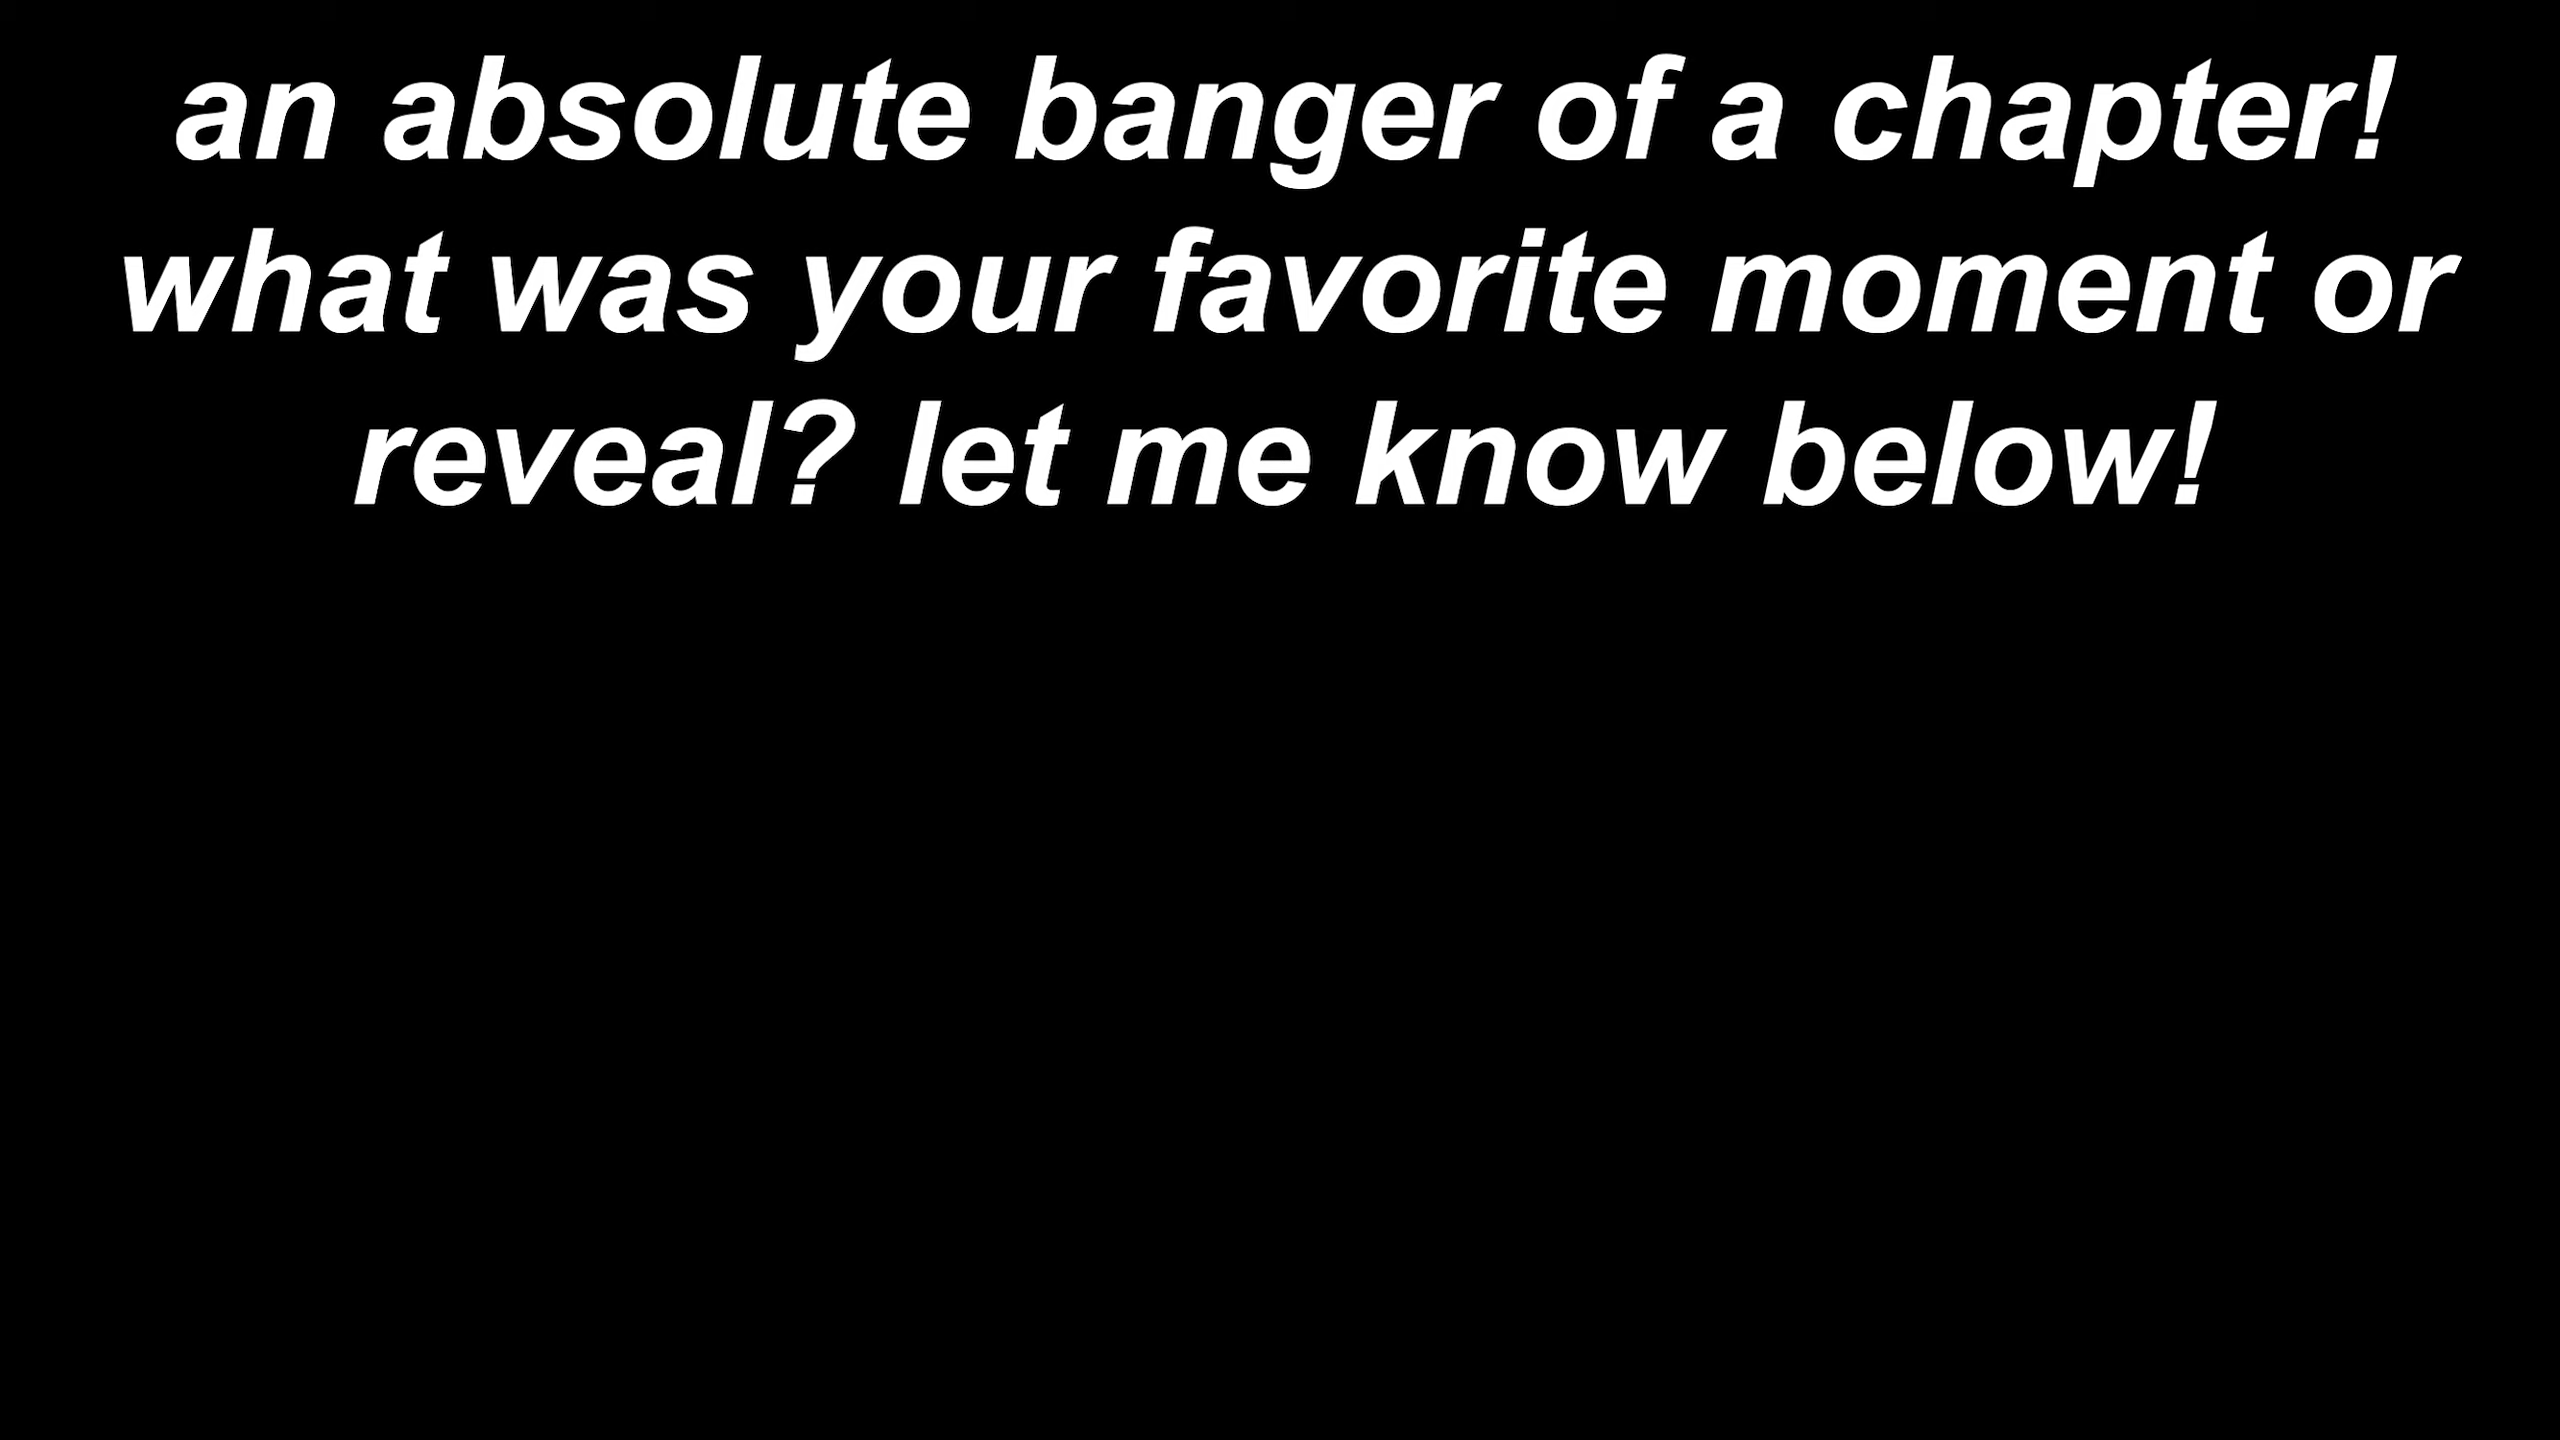 an absolute banger of a chapter!
what was your favorite moment or
reveal? let me know below!